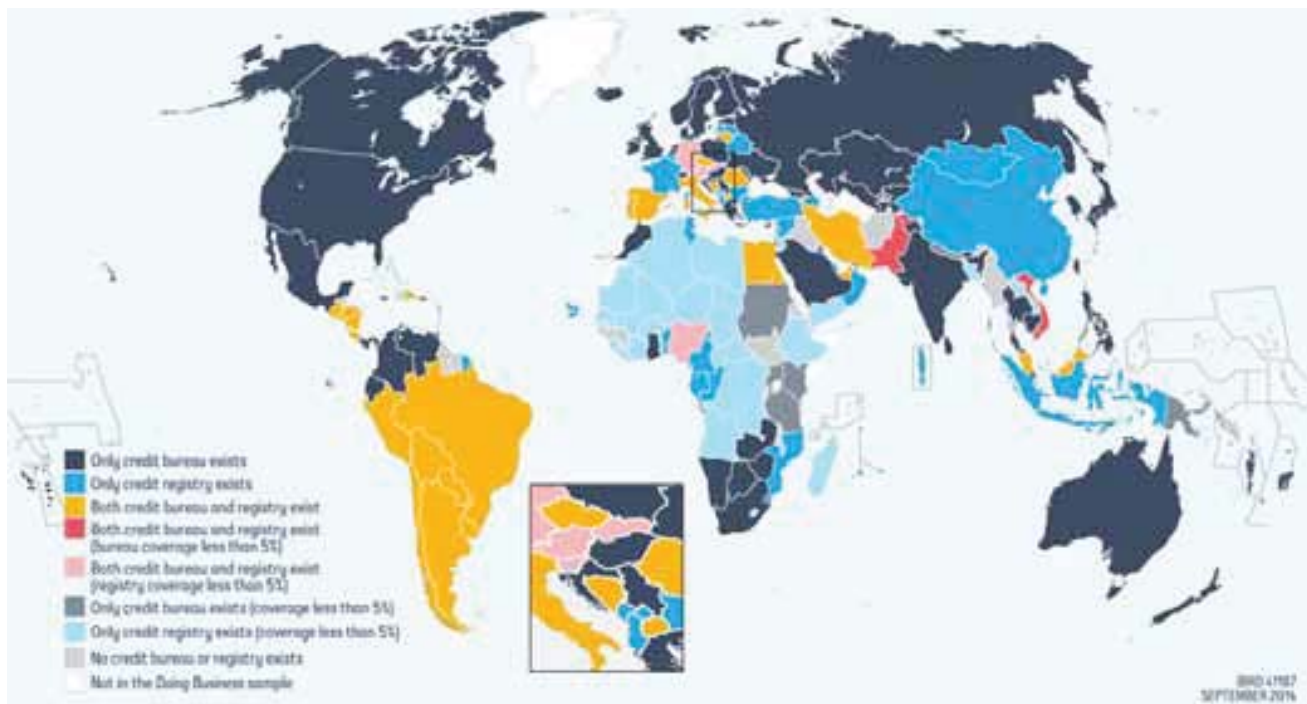 Only credit bureau exists
Only credit registry exists
Both credit bureau and registry exist
Both credit bureau and registry exist
(bureau coverage less than 5%)
Both credit bureau and registry exist
(registry coverage less than 5%)
Only credit bureau exists (coverage less than 5%)
Only credit registry exists (coverage less than 5%)
No credit bureau or registry exists
Not in the Doing Business sample
IBRD 41187
SEPTEMBER 2014